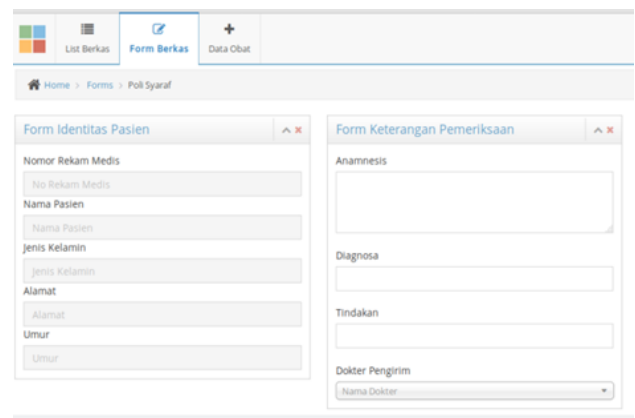 List Berkas
Form Berkas
Data Obat
Home > Forms > Poli Syaraf
Form Identitas Pasien
Nomor Rekam Medis
No Rekam Medis
Nama Pasien
Nama Pasien
Jenis Kelamin
Jenis Kelamin
Alamat
Alamat
Umur
Umur
Form Keterangan Pemeriksaan
Anamnesis
Diagnosa
Tindakan
Dokter Pengirim
Nama Dokter